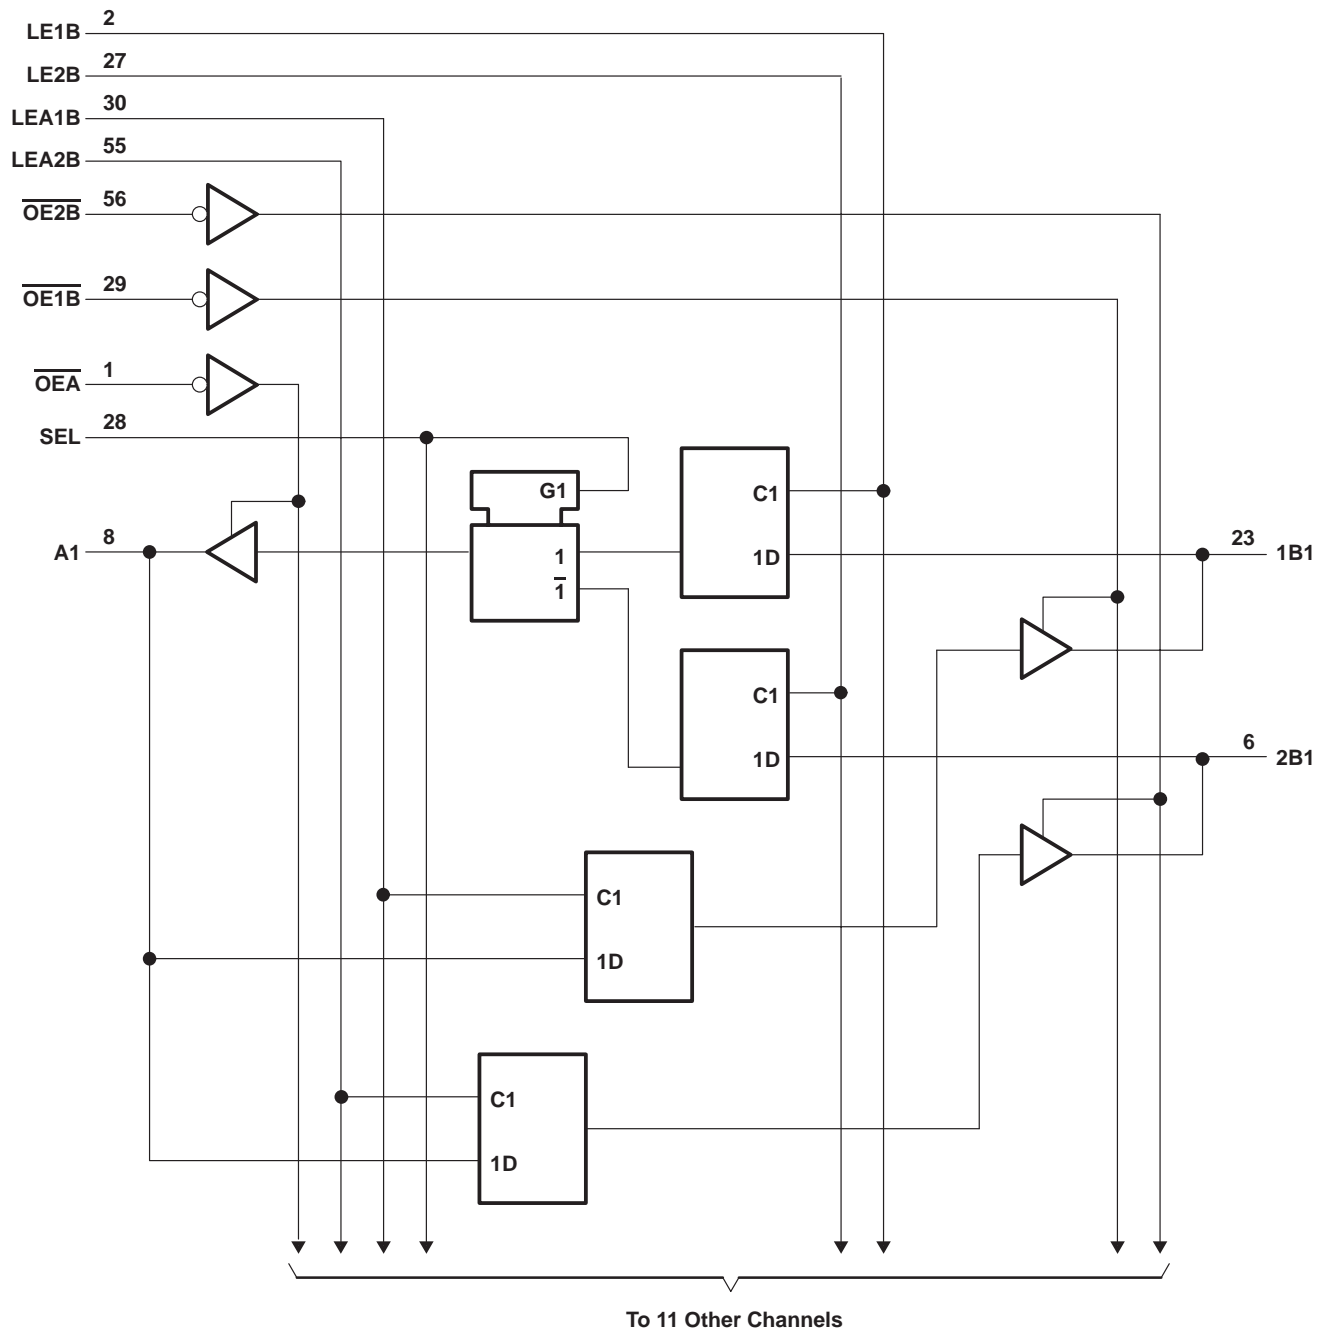 LE1B 2
LE2B 27
LEA1B 30
LEA2B 55
OE2B 56
OE1B 29
OEA 1
SEL 28
G1
C1
A1 8
1
1D
23 1B1
1
C1
1D
6 2B1
C1
1D
C1
1D
To 11 Other Channels